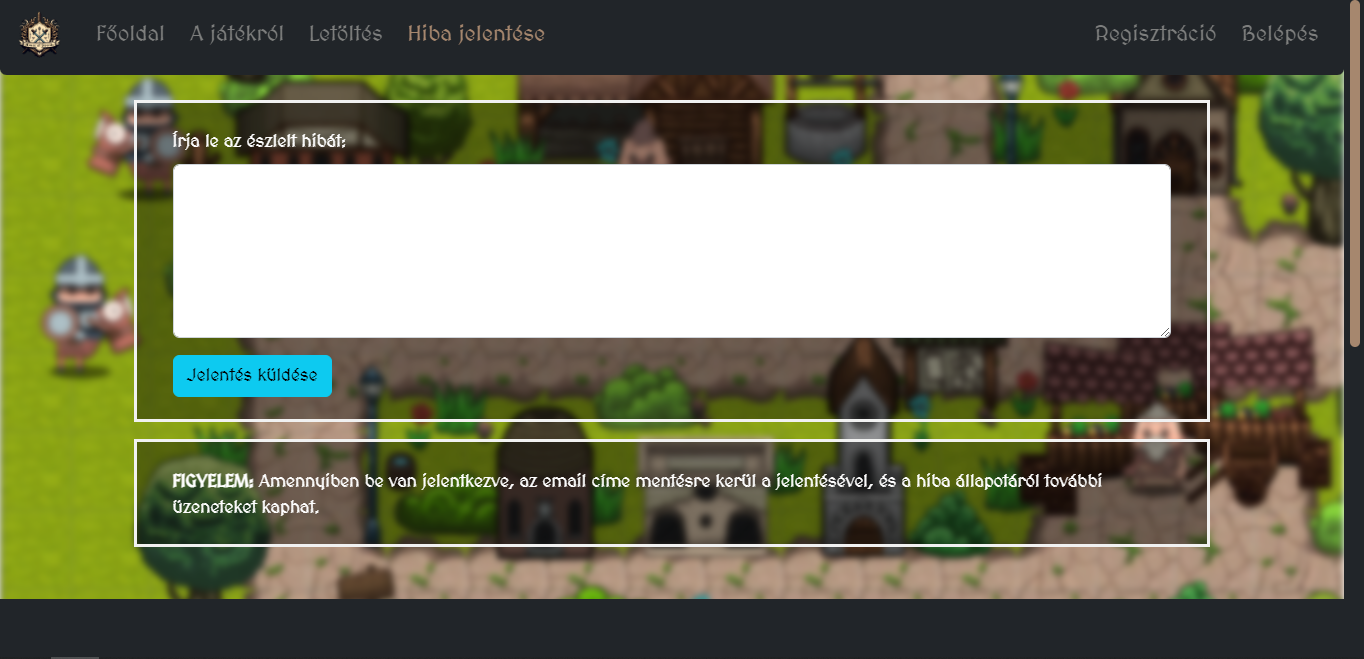 Főoldal A játékról Letöltés Hiba jelentése Regisztráció Belépés
Írja le az észlelt hibát:
Jelentés küldése
FIGYELEM: Amennyiben be van jelentkezve, az email címe mentésre kerül a jelentésével, és a hiba állapotáról további
üzeneteket kaphat.